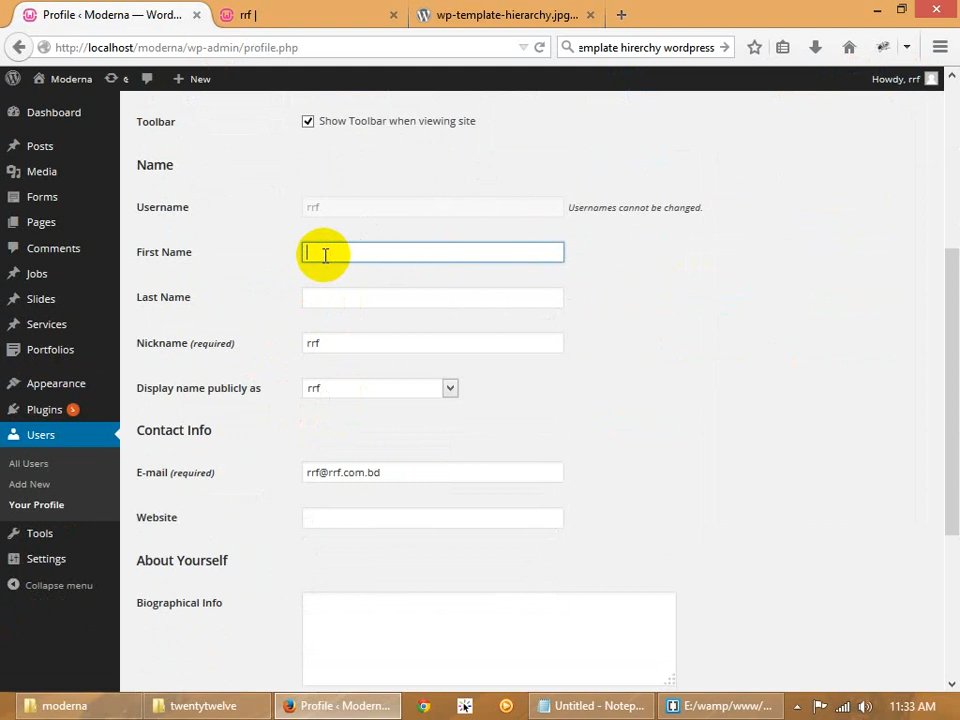 Profile ‹ Moderna — Word... ×
rrf | ×
wp-template-hierarchy.jpg... ×
http://localhost/moderna/wp-admin/profile.php
emplate hirerchy wordpress
Moderna
New
Howdy, rrf
Dashboard
Posts
Media
Forms
Pages
Comments
Jobs
Slides
Services
Portfolios
Appearance
Plugins
Users
All Users
Add New
Your Profile
Tools
Settings
Collapse menu
Toolbar
Show Toolbar when viewing site
Name
Username
rrf
Usernames cannot be changed.
First Name
Last Name
Nickname (required)
rrf
Display name publicly as
rrf
Contact Info
E-mail (required)
rrf@rrf.com.bd
Website
About Yourself
Biographical Info
moderna
twentytwelve
Profile ‹ Modern...
Untitled - Notep...
E:/wamp/www/...
11:33 AM